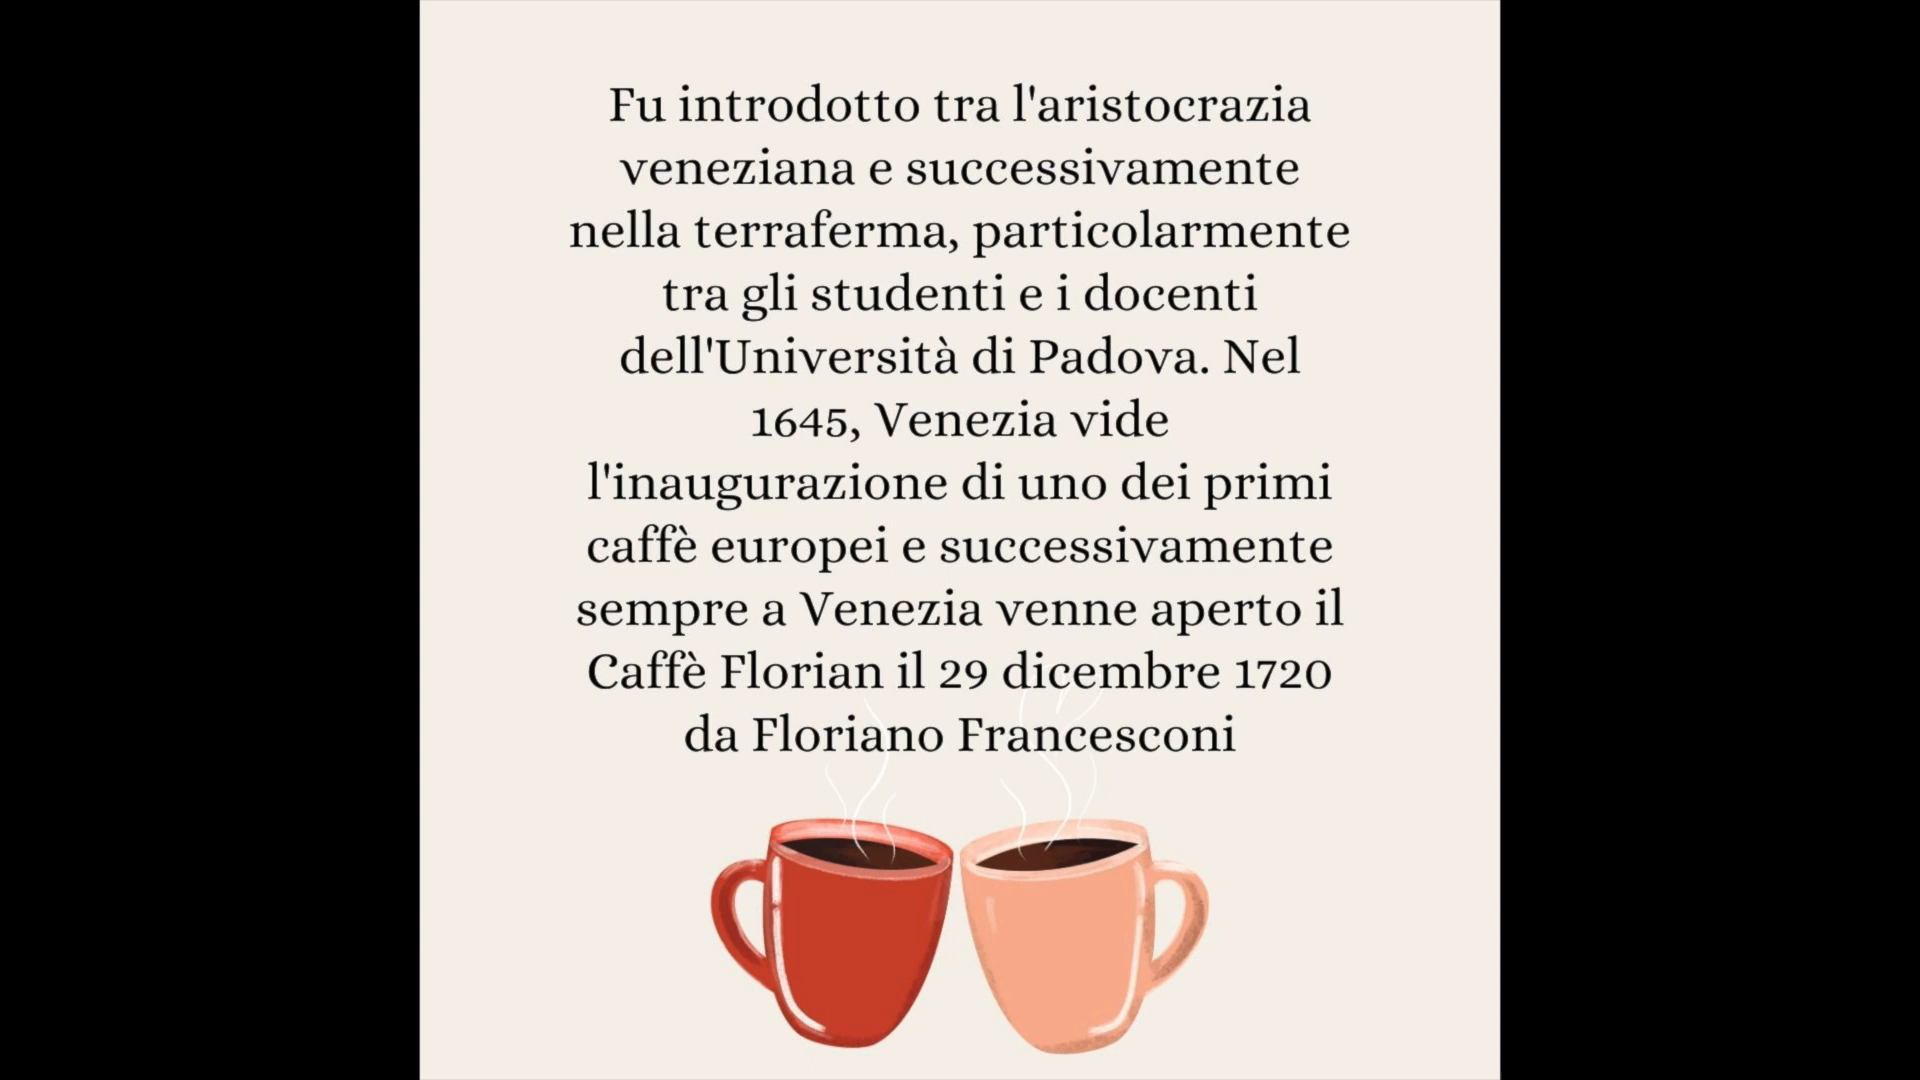 Fu introdotto tra l'aristocrazia
veneziana e successivamente
nella terraferma, particolarmente
tra gli studenti e i docenti
dell'Università di Padova. Nel
1645, Venezia vide
l'inaugurazione di uno dei primi
caffè europei e successivamente
sempre a Venezia venne aperto il
Caffè Florian il 29 dicembre 1720
da Floriano Francesconi